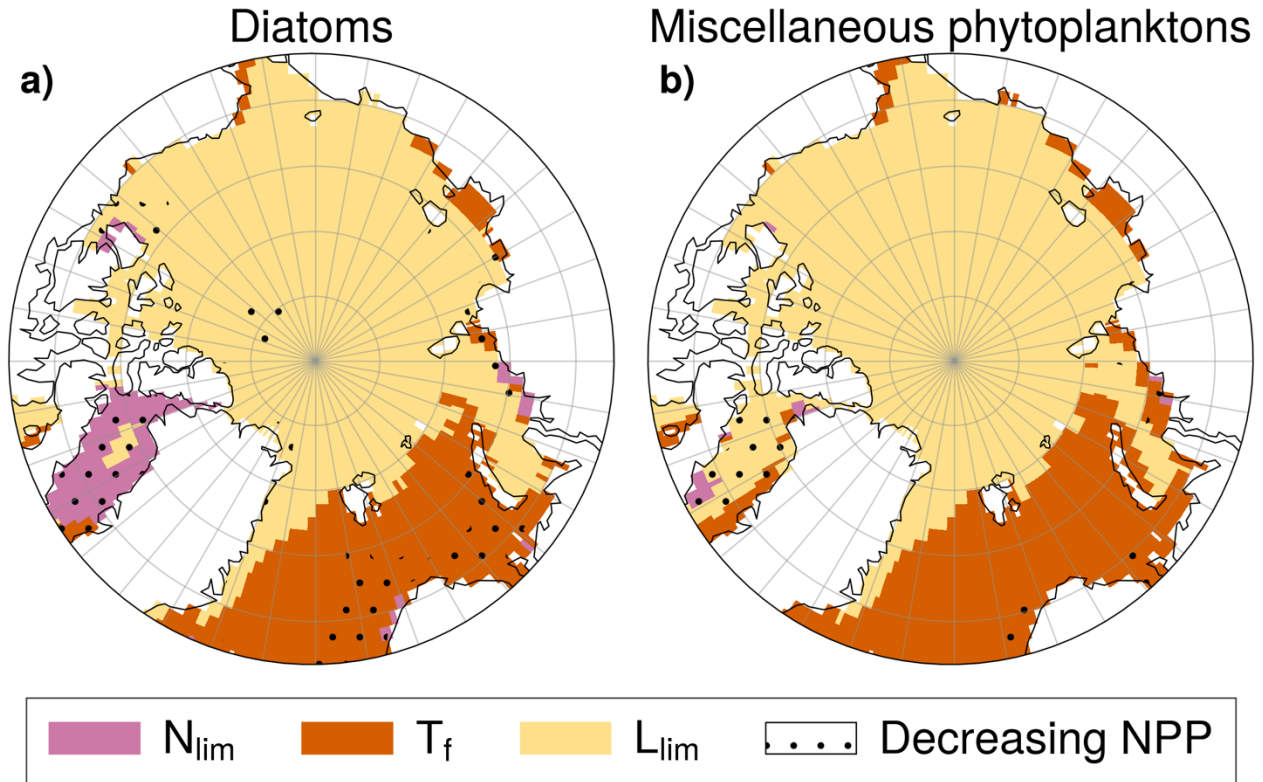 Diatoms
Miscellaneous phytoplanktons
a)
b)
Nlim
Tf
Llim
Decreasing NPP